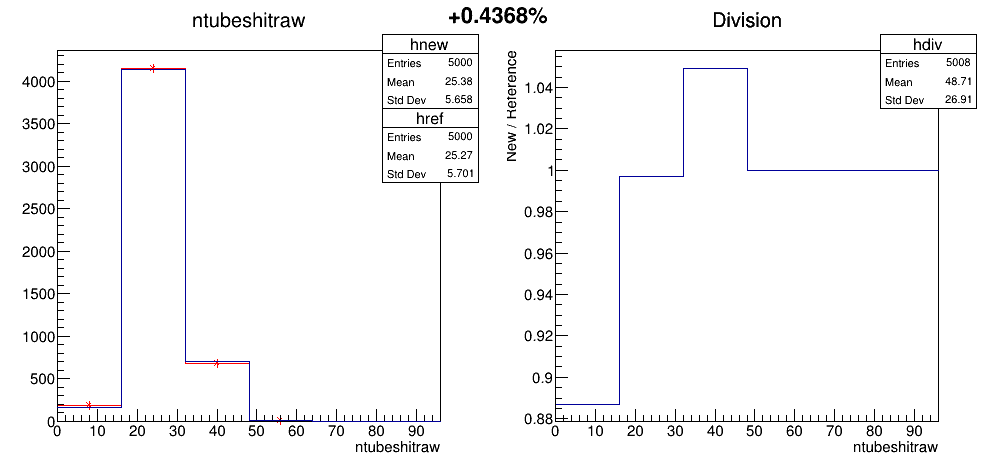 +0.4368%
ntubeshitraw
hnew
Entries 5000
Mean 25.38
Std Dev 5.658
href
Entries 5000
Mean 25.27
Std Dev 5.701
4000
3500
3000
2500
2000
1500
1000
500
0
0 10 20 30 40 50 60 70 80 90
ntubeshitraw
Division
hdiv
Entries 5008
Mean 48.71
Std Dev 26.91
New / Reference
1.04
1.02
1
0.98
0.96
0.94
0.92
0.9
0.88
0 10 20 30 40 50 60 70 80 90
ntubeshitraw